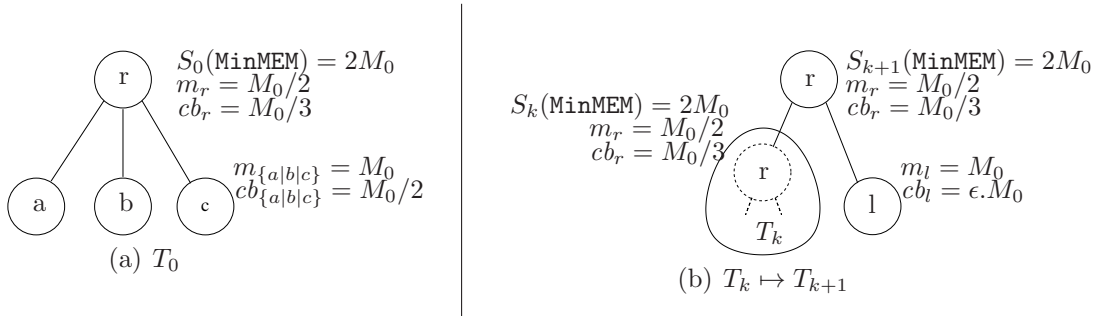 r
S_0(MinMEM) = 2M_0
m_r = M_0/2
cb_r = M_0/3
a
b
c
m_{a|b|c} = M_0
cb_{a|b|c} = M_0/2
(a) T_0
r
S_{k+1}(MinMEM) = 2M_0
m_r = M_0/2
cb_r = M_0/3
S_k(MinMEM) = 2M_0
m_r = M_0/2
cb_r = M_0/3
r
T_k
l
m_l = M_0
cb_l = ϵ.M_0
(b) T_k ↦ T_{k+1}